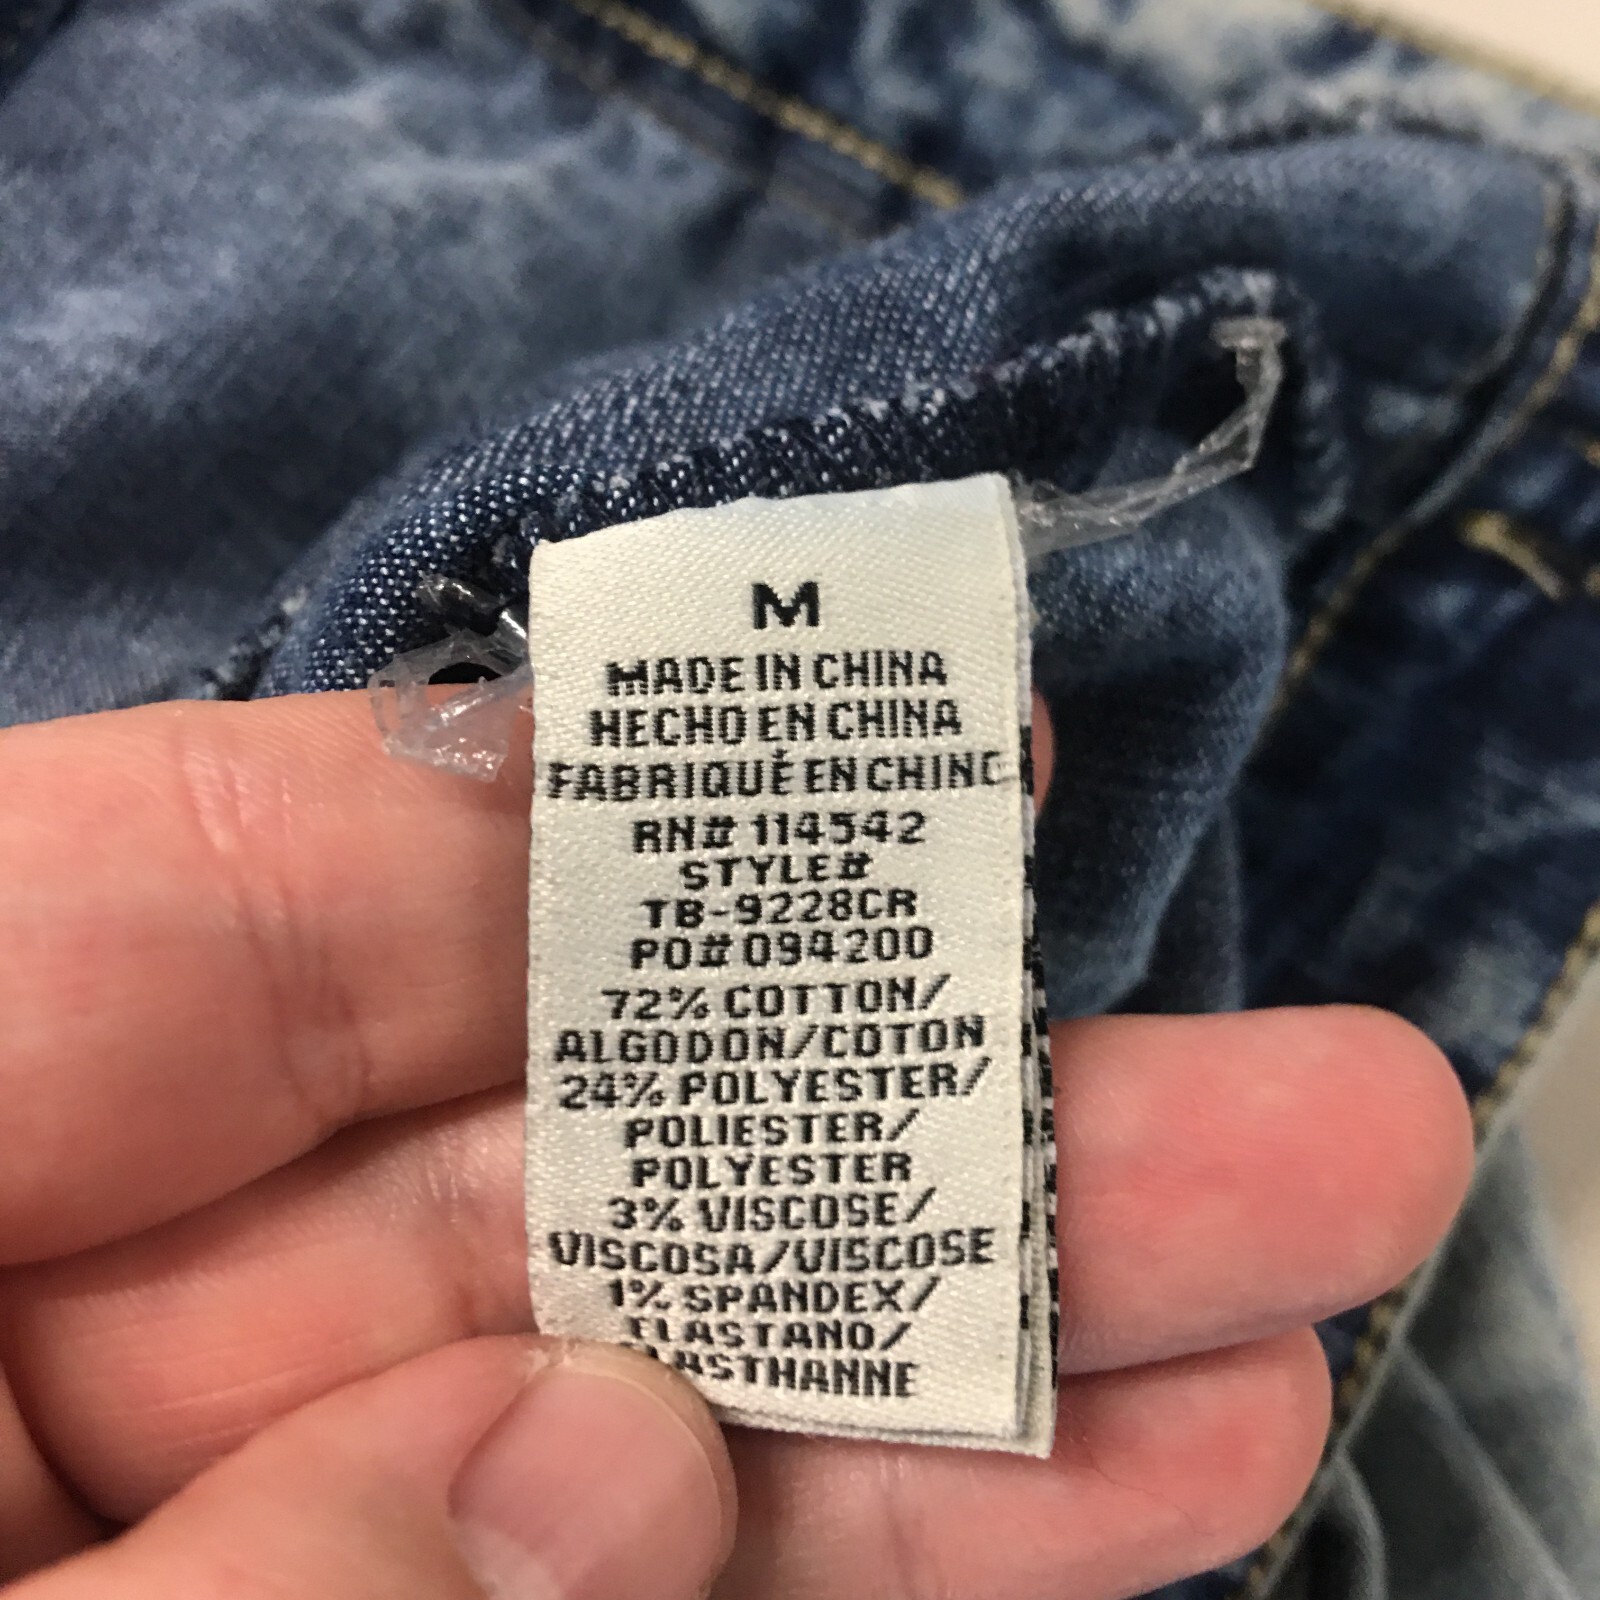 M
MADE IN CHINA
HECHO EN CHINA
FABRIQUÉ EN CHINE
RN# 114542
STYLE#
TB-9228CR
PO# 094200
72% COTTON/
ALGODON/COTON
24% POLYESTER/
POLIESTER/
POLYESTER
3% VISCOSE/
VISCOSA/VISCOSE
1% SPANDEX/
ELASTANO/
ELASTHANNE